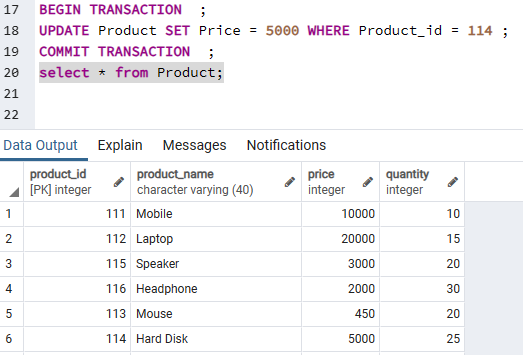 17 BEGIN TRANSACTION ;
18 UPDATE Product SET Price = 5000 WHERE Product_id = 114 ;
19 COMMIT TRANSACTION ;
20 select * from Product;
21
22
Data Output Explain Messages Notifications
product_id product_name price quantity
[PK] integer character varying (40) integer integer
1 111 Mobile 10000 10
2 112 Laptop 20000 15
3 115 Speaker 3000 20
4 116 Headphone 2000 30
5 113 Mouse 450 20
6 114 Hard Disk 5000 25